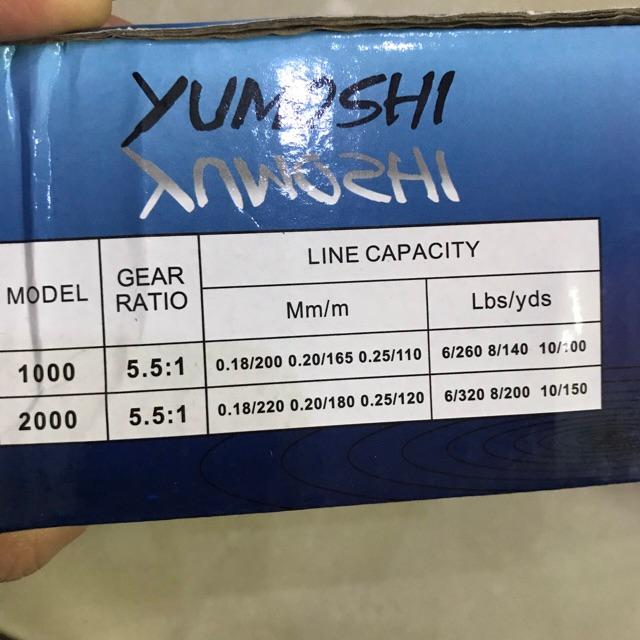 YUMOSHI
MODEL GEAR RATIO LINE CAPACITY
Mm/m Lbs/yds
1000 5.5:1 0.18/200 0.20/165 0.25/110 6/260 8/140 10/100
2000 5.5:1 0.18/220 0.20/180 0.25/120 6/320 8/200 10/150